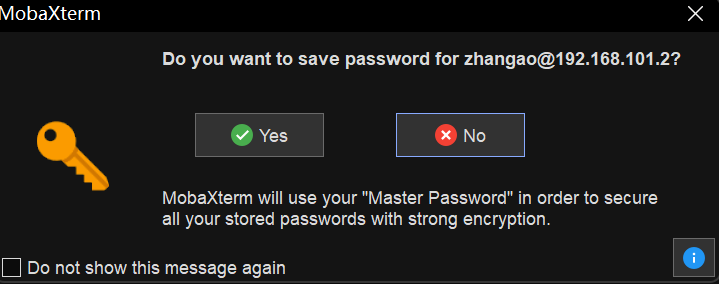 MobaXterm
Do you want to save password for zhangao@192.168.101.2?
Yes
No
MobaXterm will use your "Master Password" in order to secure
all your stored passwords with strong encryption.
Do not show this message again